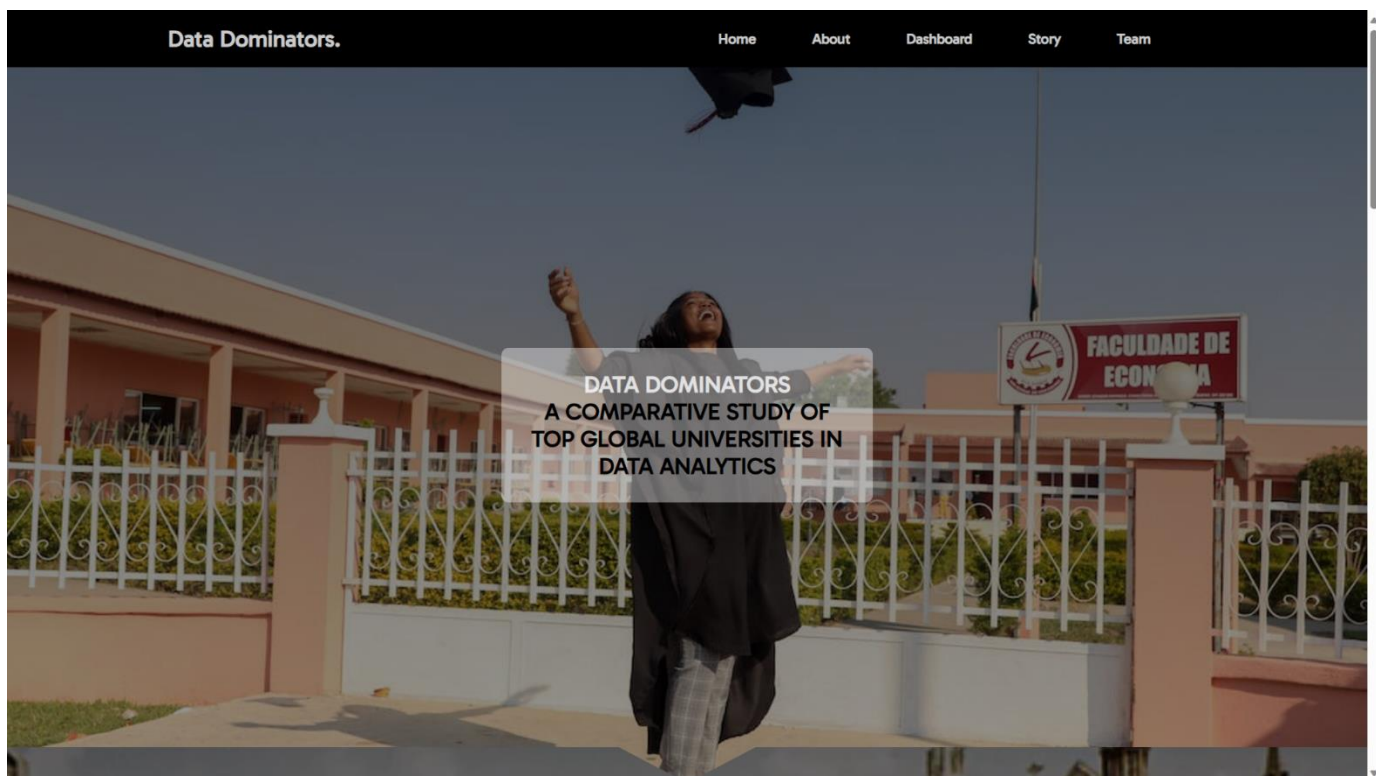 Data Dominators.
Home About Dashboard Story Team
FACULDADE DE
DATA DOMINATORS
A COMPARATIVE STUDY OF
TOP GLOBAL UNIVERSITIES IN
DATA ANALYTICS